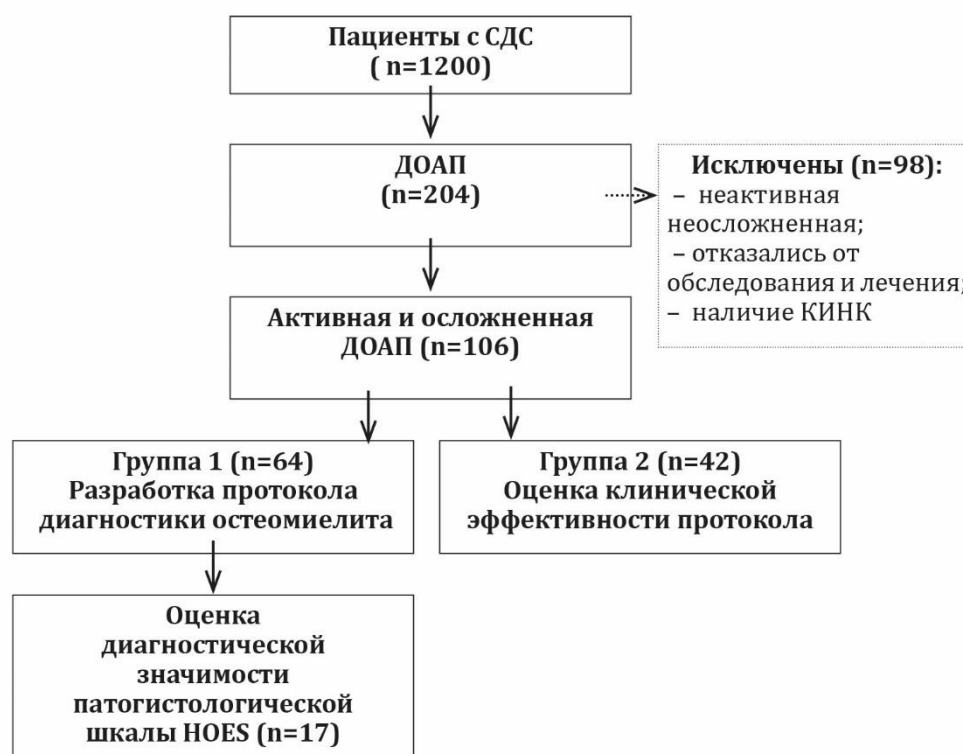 Пациенты с СДС
( n=1200)
ДОАП
(n=204)
Исключены (n=98):
– неактивная
неосложненная;
– отказались от
обследования и лечения;
– наличие КИНК
Активная и осложненная
ДОАП (n=106)
Группа 1 (n=64)
Разработка протокола
диагностики остеомиелита
Группа 2 (n=42)
Оценка клинической
эффективности протокола
Оценка
диагностической
значимости
патогистологической
шкалы HOES (n=17)